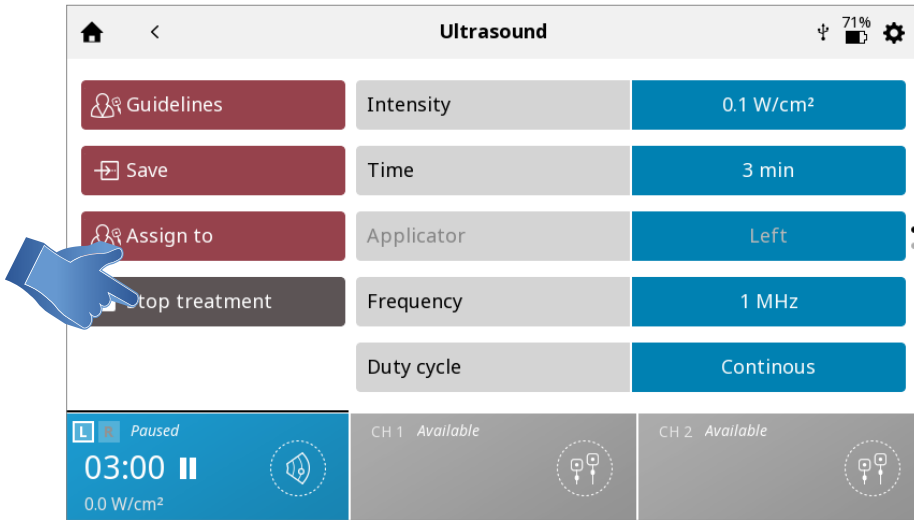 Ultrasound
71%
Guidelines
Intensity
0.1 W/cm²
Save
Time
3 min
Assign to
Applicator
Left
Stop treatment
Frequency
1 MHz
Duty cycle
Continous
L R Paused
03:00
0.0 W/cm²
CH 1 Available
CH 2 Available